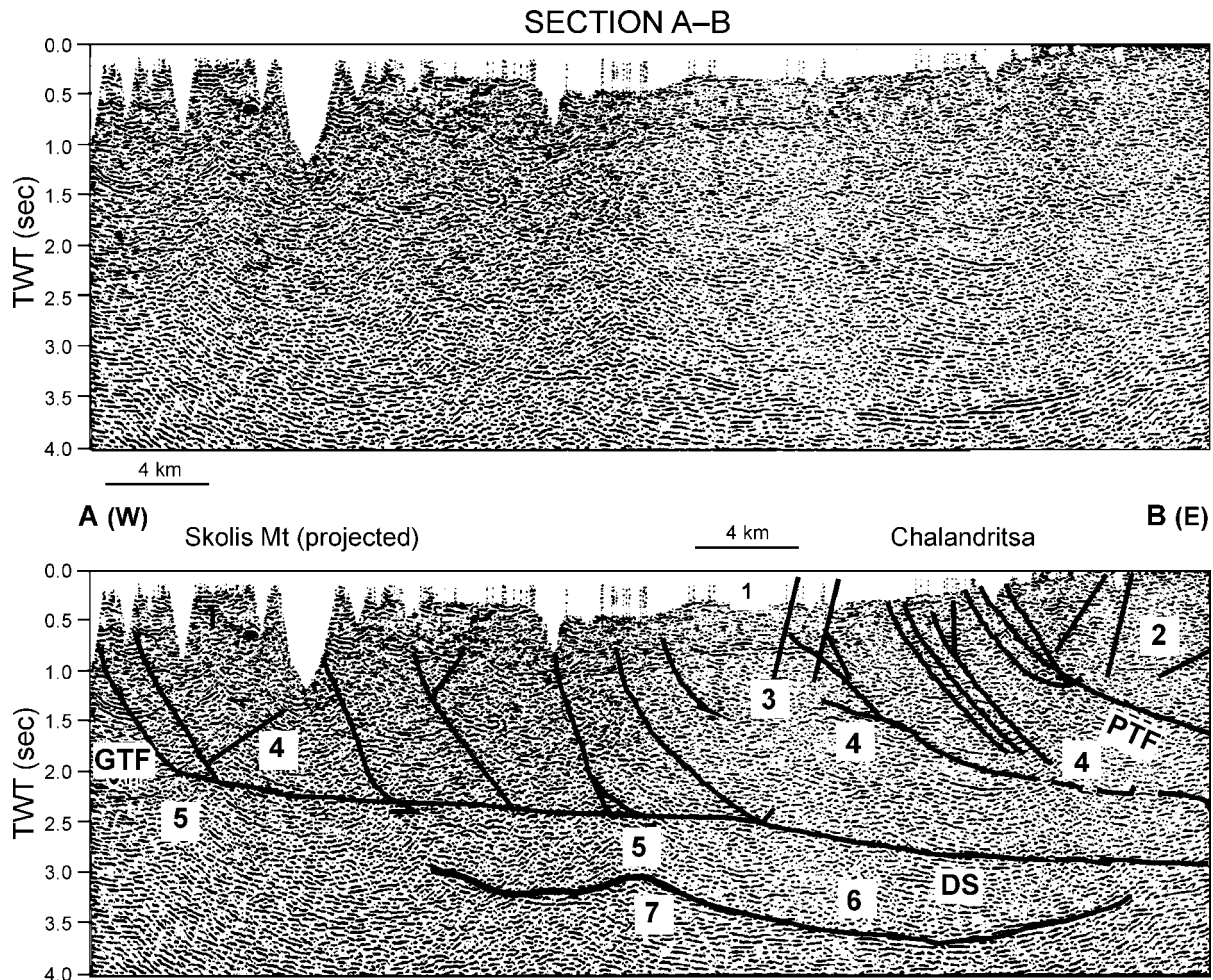 SECTION A–B
TWT (sec)
0.0
0.5
1.0
1.5
2.0
2.5
3.0
3.5
4.0
4 km
A (W)
B (E)
Skolis Mt (projected)
4 km
Chalandritsa
TWT (sec)
0.0
0.5
1.0
1.5
2.0
2.5
3.0
3.5
4.0
1
2
3
4
4
4
PTF
GTF
5
5
6
DS
7